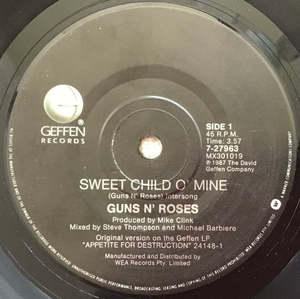 GEFFEN
RECORDS
SIDE 1
45 R.P.M.
Time: 3.57
7-27963
MX301019
℗ 1987 The David
Geffen Company
SWEET CHILD O' MINE
(Guns N' Roses) Intersong
GUNS N' ROSES
Produced by Mike Clink
Mixed by Steve Thompson and Michael Barbiere
Original version on the Geffen LP
"APPETITE FOR DESTRUCTION" 24148-1
Manufactured and Distributed by
WEA Records Pty. Limited